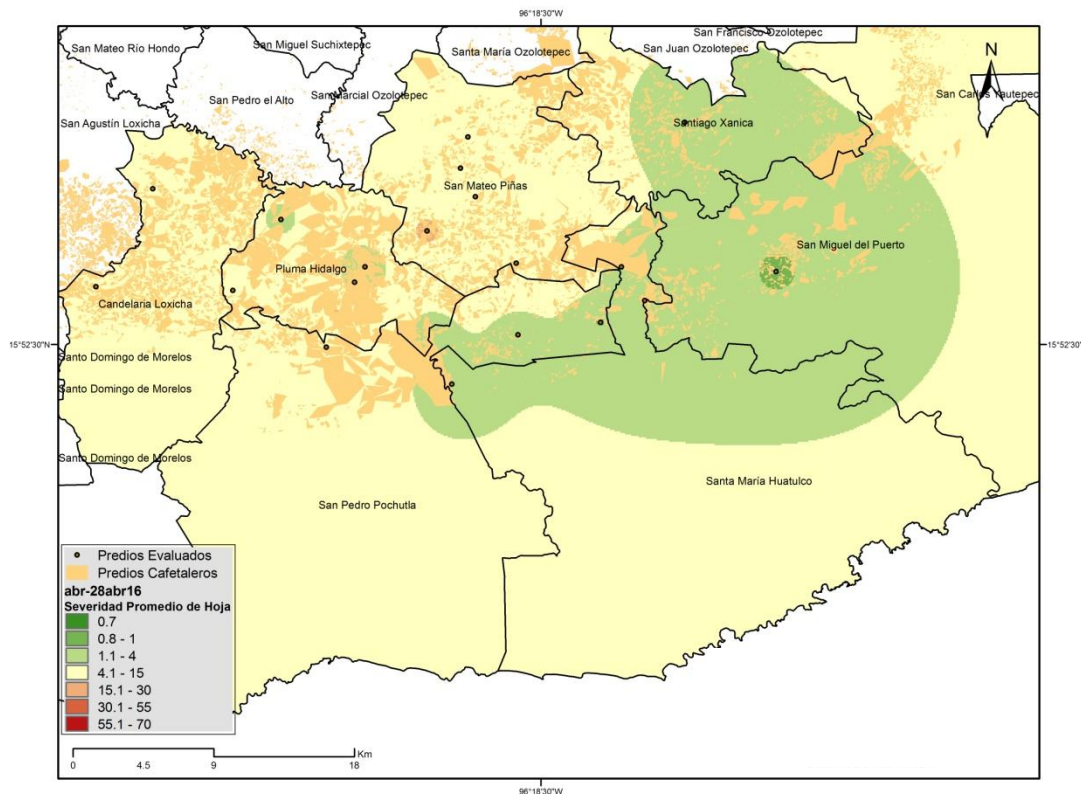 96°18'30"W
San Francisco Ozolotepec
San Mateo Río Hondo
San Miguel Suchixtepec
Santa María Ozolotepec
San Juan Ozolotepec
N
San Pedro el Alto
San Marcial Ozolotepec
San Carlos Yautepec
San Agustín Loxicha
Santiago Xanica
San Mateo Piñas
San Miguel del Puerto
Pluma Hidalgo
Candelaria Loxicha
15°52'30"N
15°52'30"N
Santo Domingo de Morelos
Santo Domingo de Morelos
Santo Domingo de Morelos
Santa María Huatulco
San Pedro Pochutla
Predios Evaluados
Predios Cafetaleros
abr-28abr16
Severidad Promedio de Hoja
0.7
0.8 - 1
1.1 - 4
4.1 - 15
15.1 - 30
30.1 - 55
55.1 - 70
Km
0 4.5 9 18
96°18'30"W